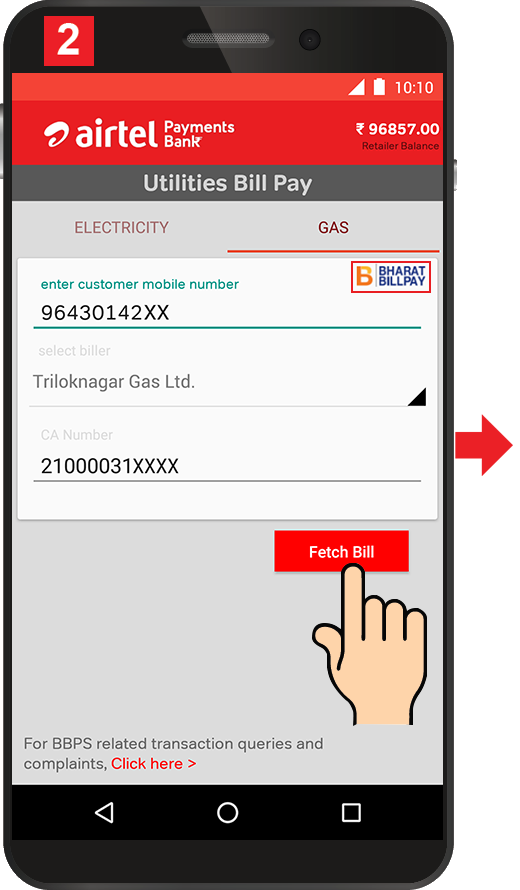 2
10:10
airtel Payments Bank
₹ 96857.00
Retailer Balance
Utilities Bill Pay
ELECTRICITY GAS
B BHARAT BILLPAY
enter customer mobile number
96430142XX
select biller
Triloknagar Gas Ltd.
CA Number
21000031XXXX
Fetch Bill
For BBPS related transaction queries and
complaints, Click here >